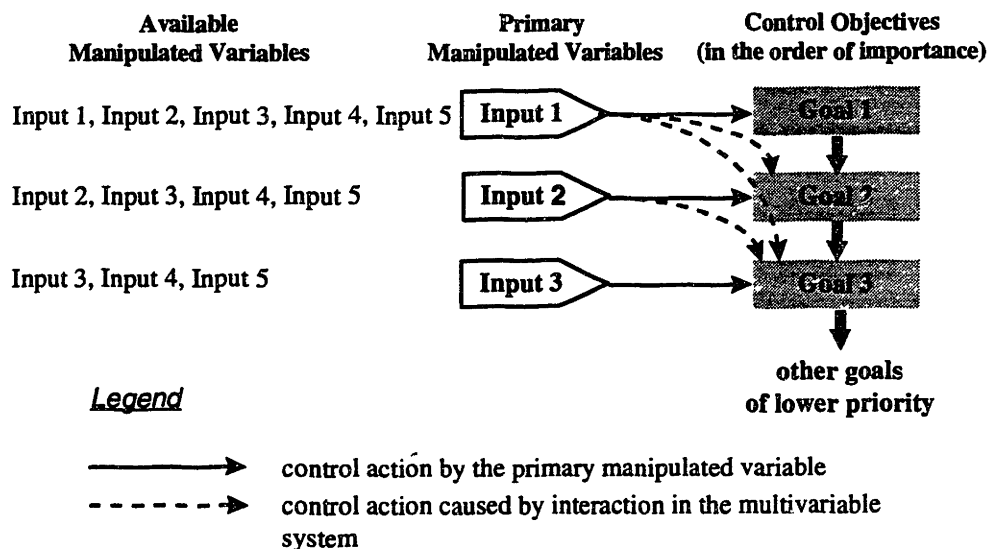 Available Primary Control Objectives
Manipulated Variables Manipulated Variables (in the order of importance)
Input 1, Input 2, Input 3, Input 4, Input 5 Input 1 Goal 1
Input 2, Input 3, Input 4, Input 5 Input 2 Goal 2
Input 3, Input 4, Input 5 Input 3 Goal 3
other goals
of lower priority
Legend
control action by the primary manipulated variable
control action caused by interaction in the multivariable
system